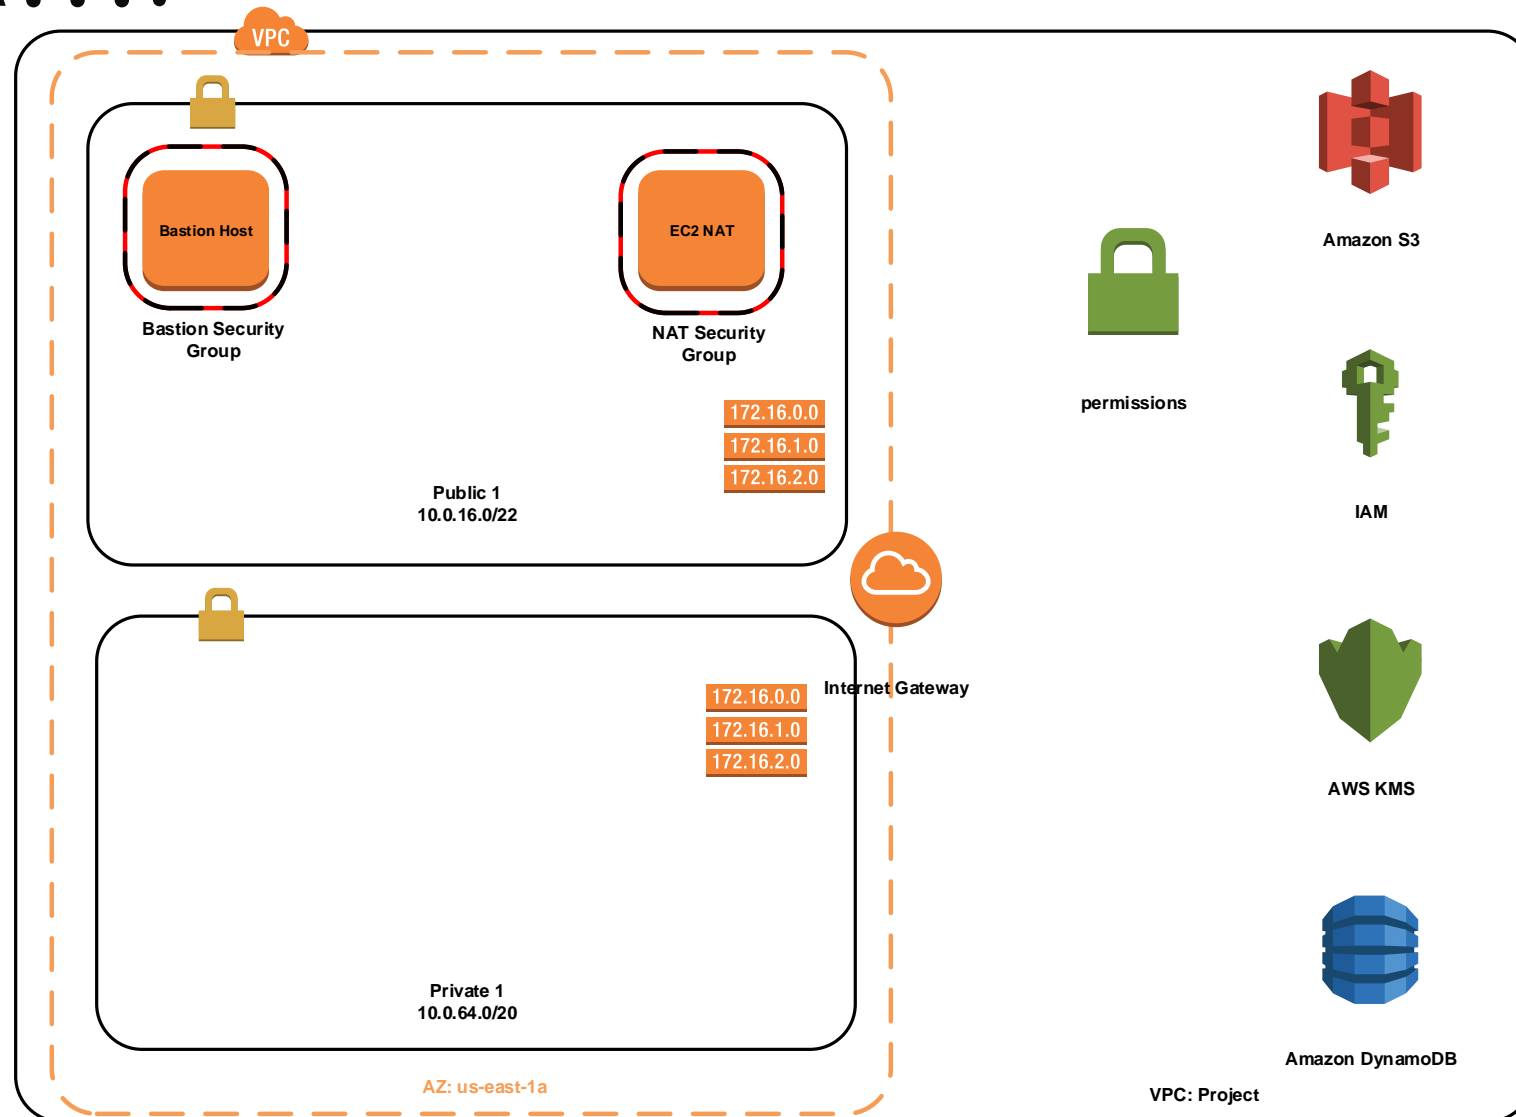 VPC
Bastion Host
EC2 NAT
Bastion Security
Group
NAT Security
Group
172.16.0.0
172.16.1.0
172.16.2.0
Public 1
10.0.16.0/22
Internet Gateway
172.16.0.0
172.16.1.0
172.16.2.0
Private 1
10.0.64.0/20
AZ: us-east-1a
Amazon S3
permissions
IAM
AWS KMS
Amazon DynamoDB
VPC: Project